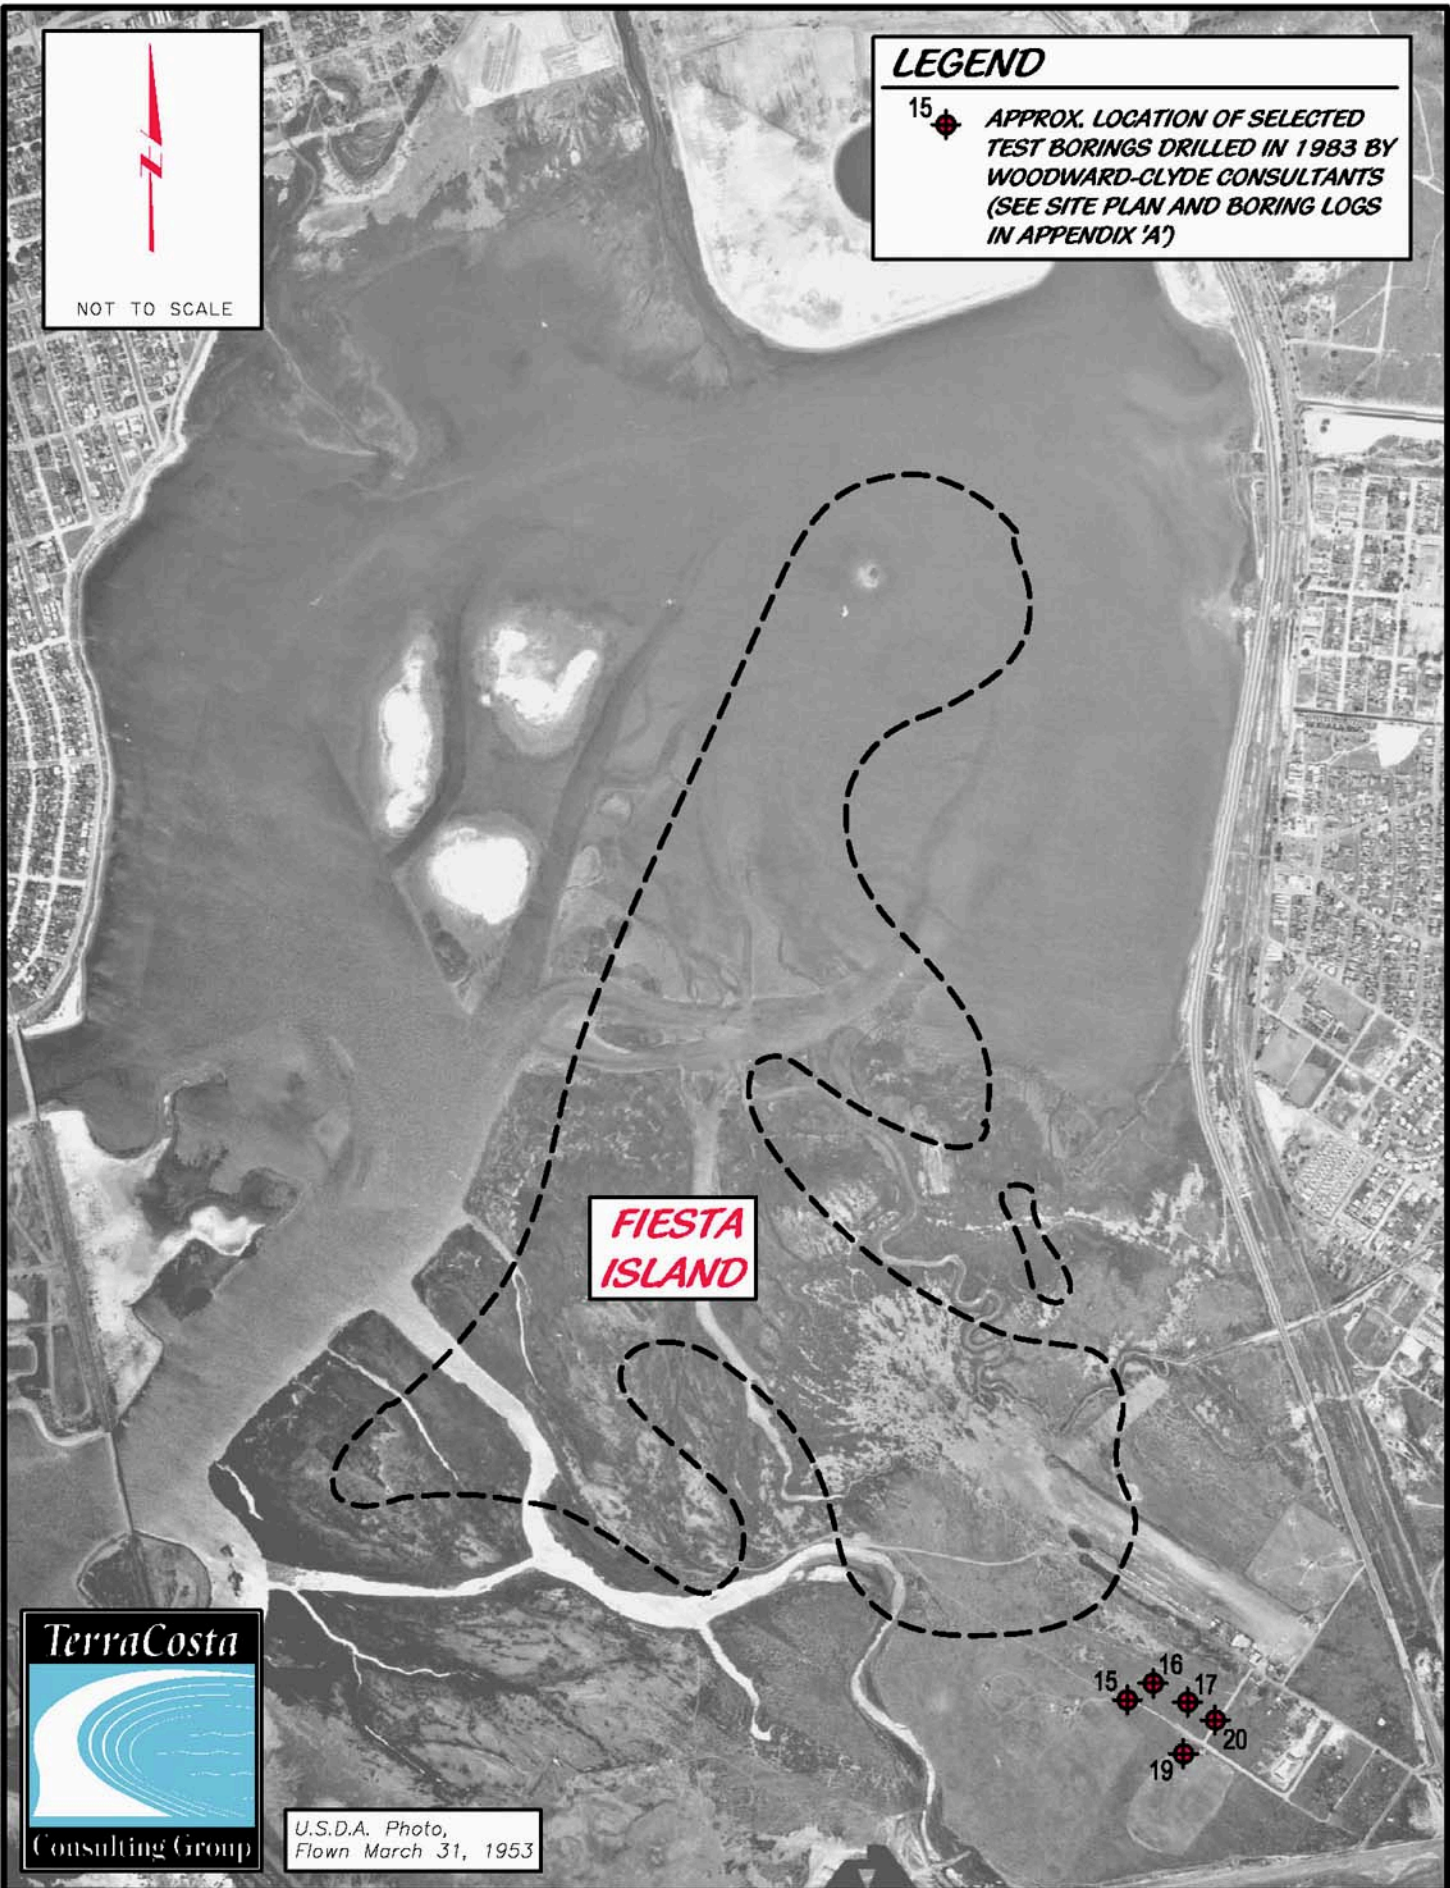 NOT TO SCALE
LEGEND
15
APPROX. LOCATION OF SELECTED
TEST BORINGS DRILLED IN 1983 BY
WOODWARD-CLYDE CONSULTANTS
(SEE SITE PLAN AND BORING LOGS
IN APPENDIX 'A')
FIESTA
ISLAND
15
16
17
20
19
TerraCosta
Consulting Group
U.S.D.A. Photo,
Flown March 31, 1953